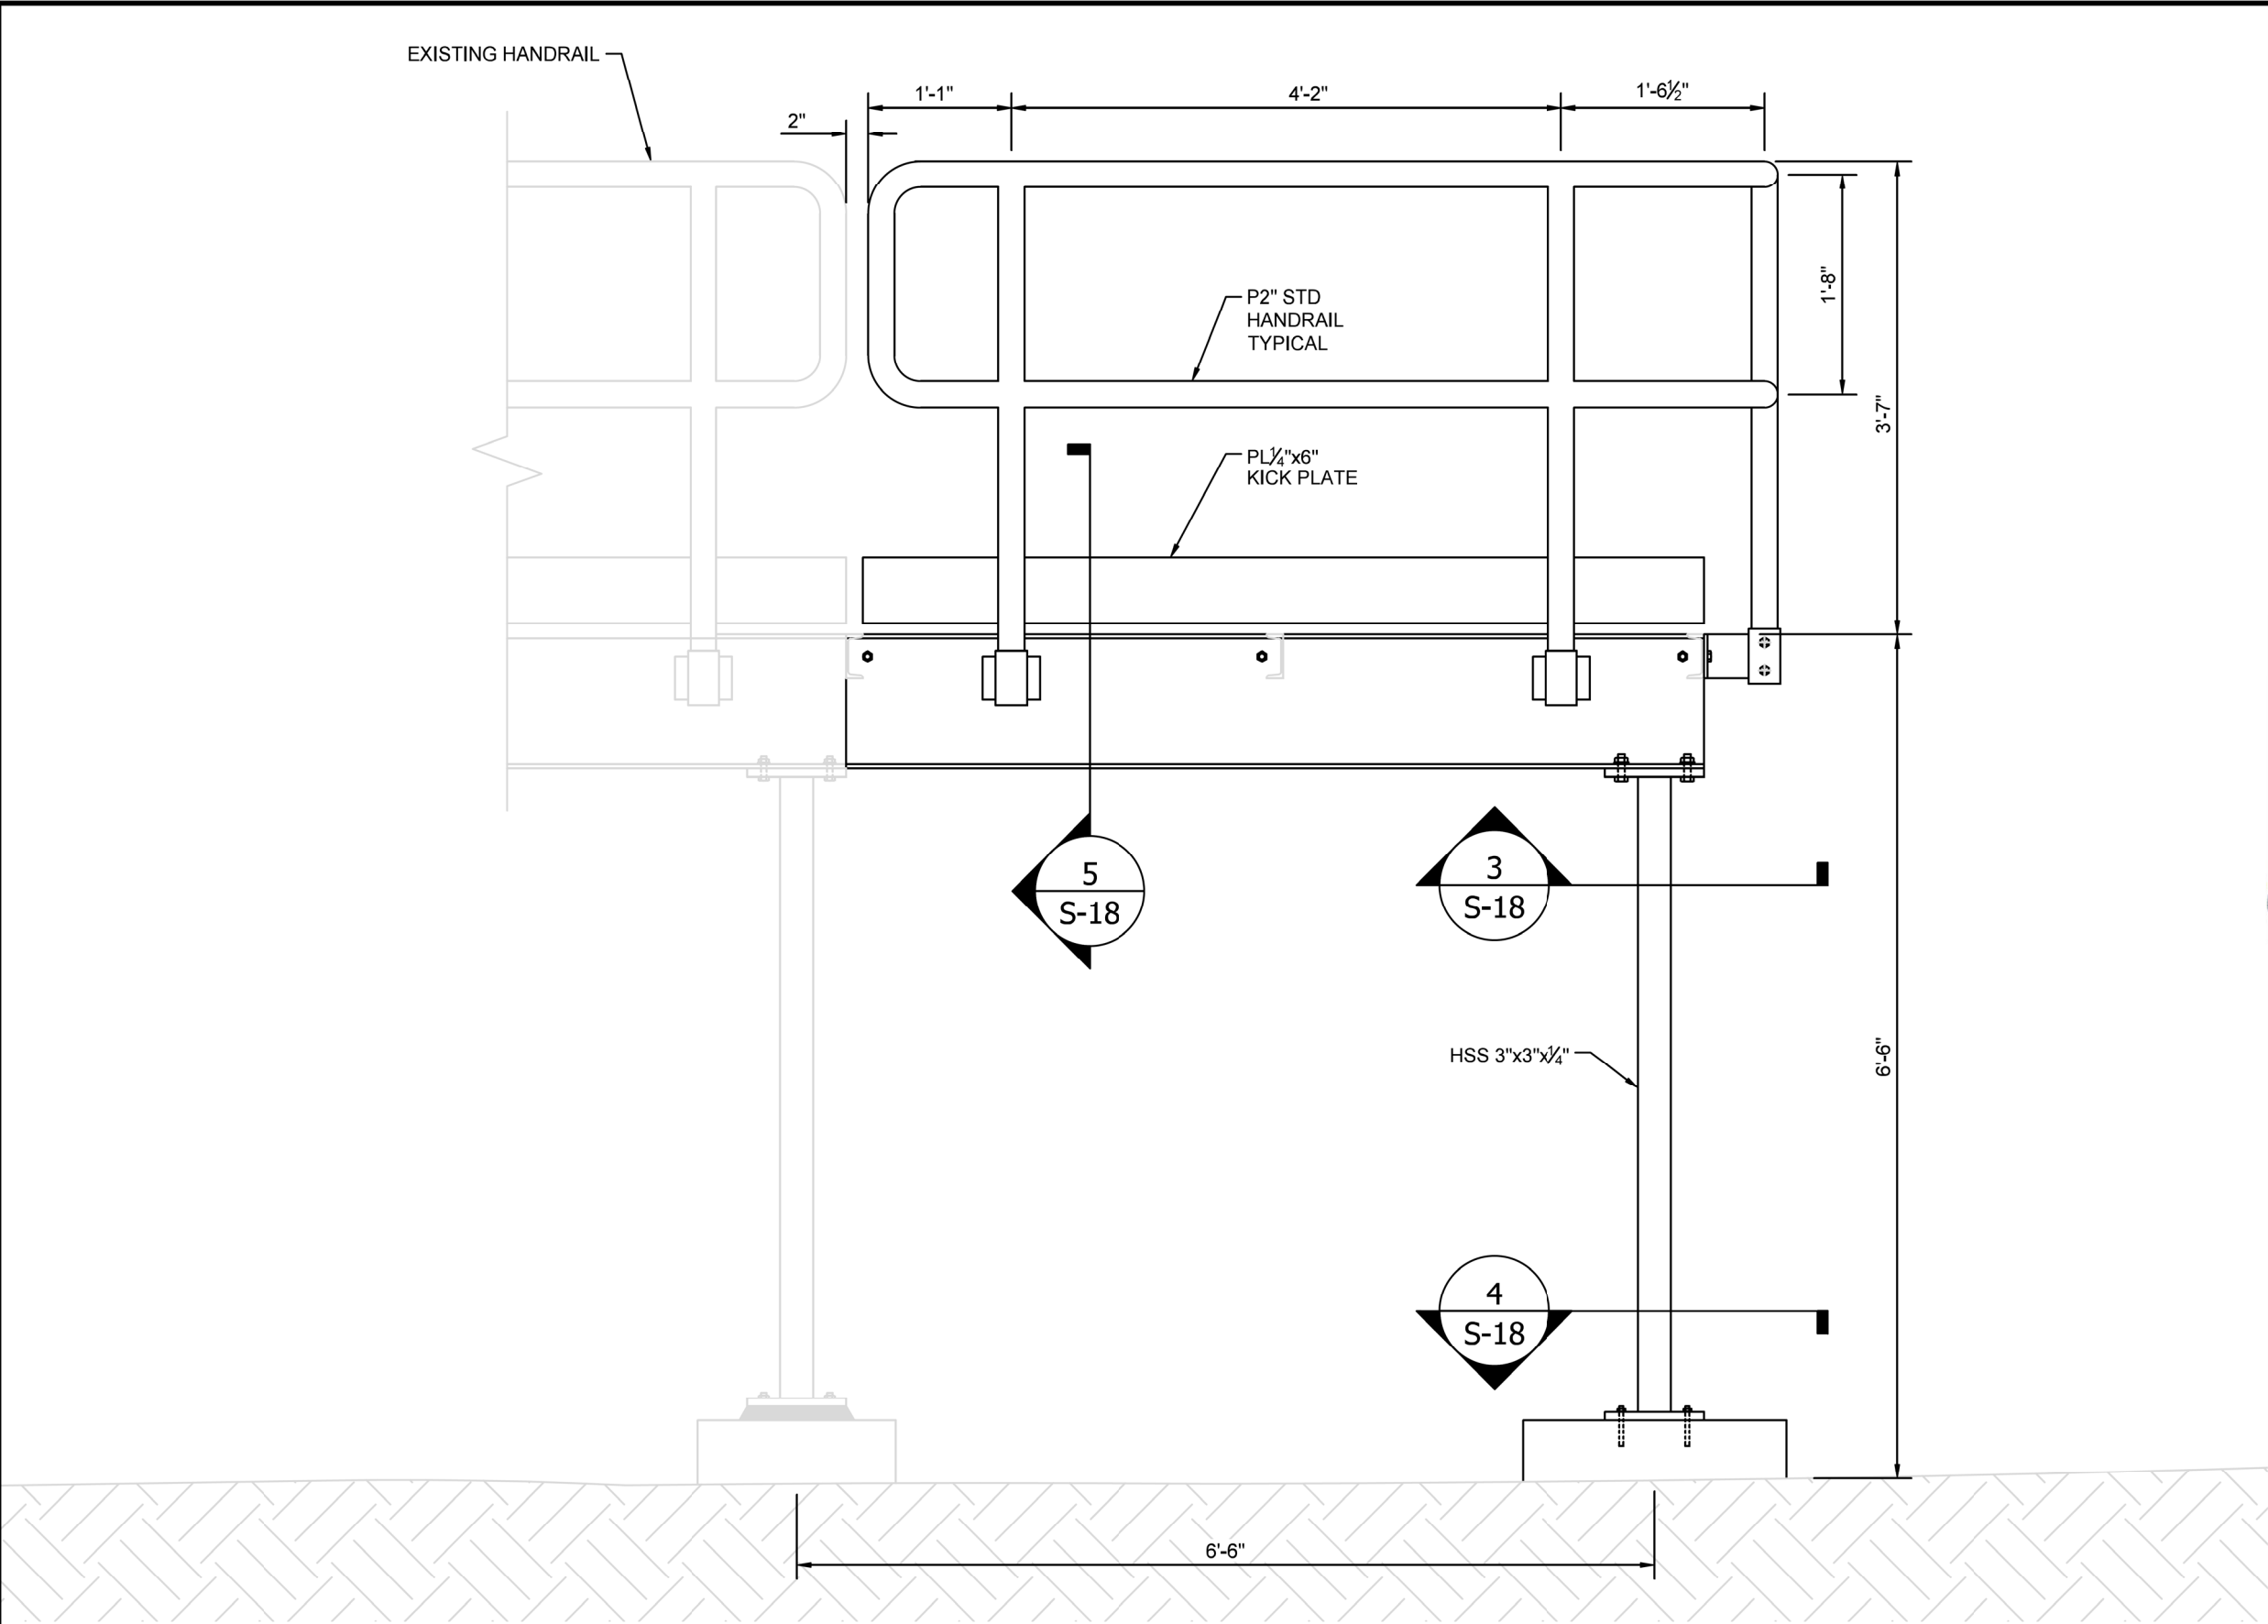 EXISTING HANDRAIL
1'-1"
4'-2"
1'-6½"
2"
P2" STD
HANDRAIL
TYPICAL
1'-8"
3'-7"
PL¼"x6"
KICK PLATE
5
S-18
3
S-18
HSS 3"x3"x¼"
6'-6"
4
S-18
6'-6"